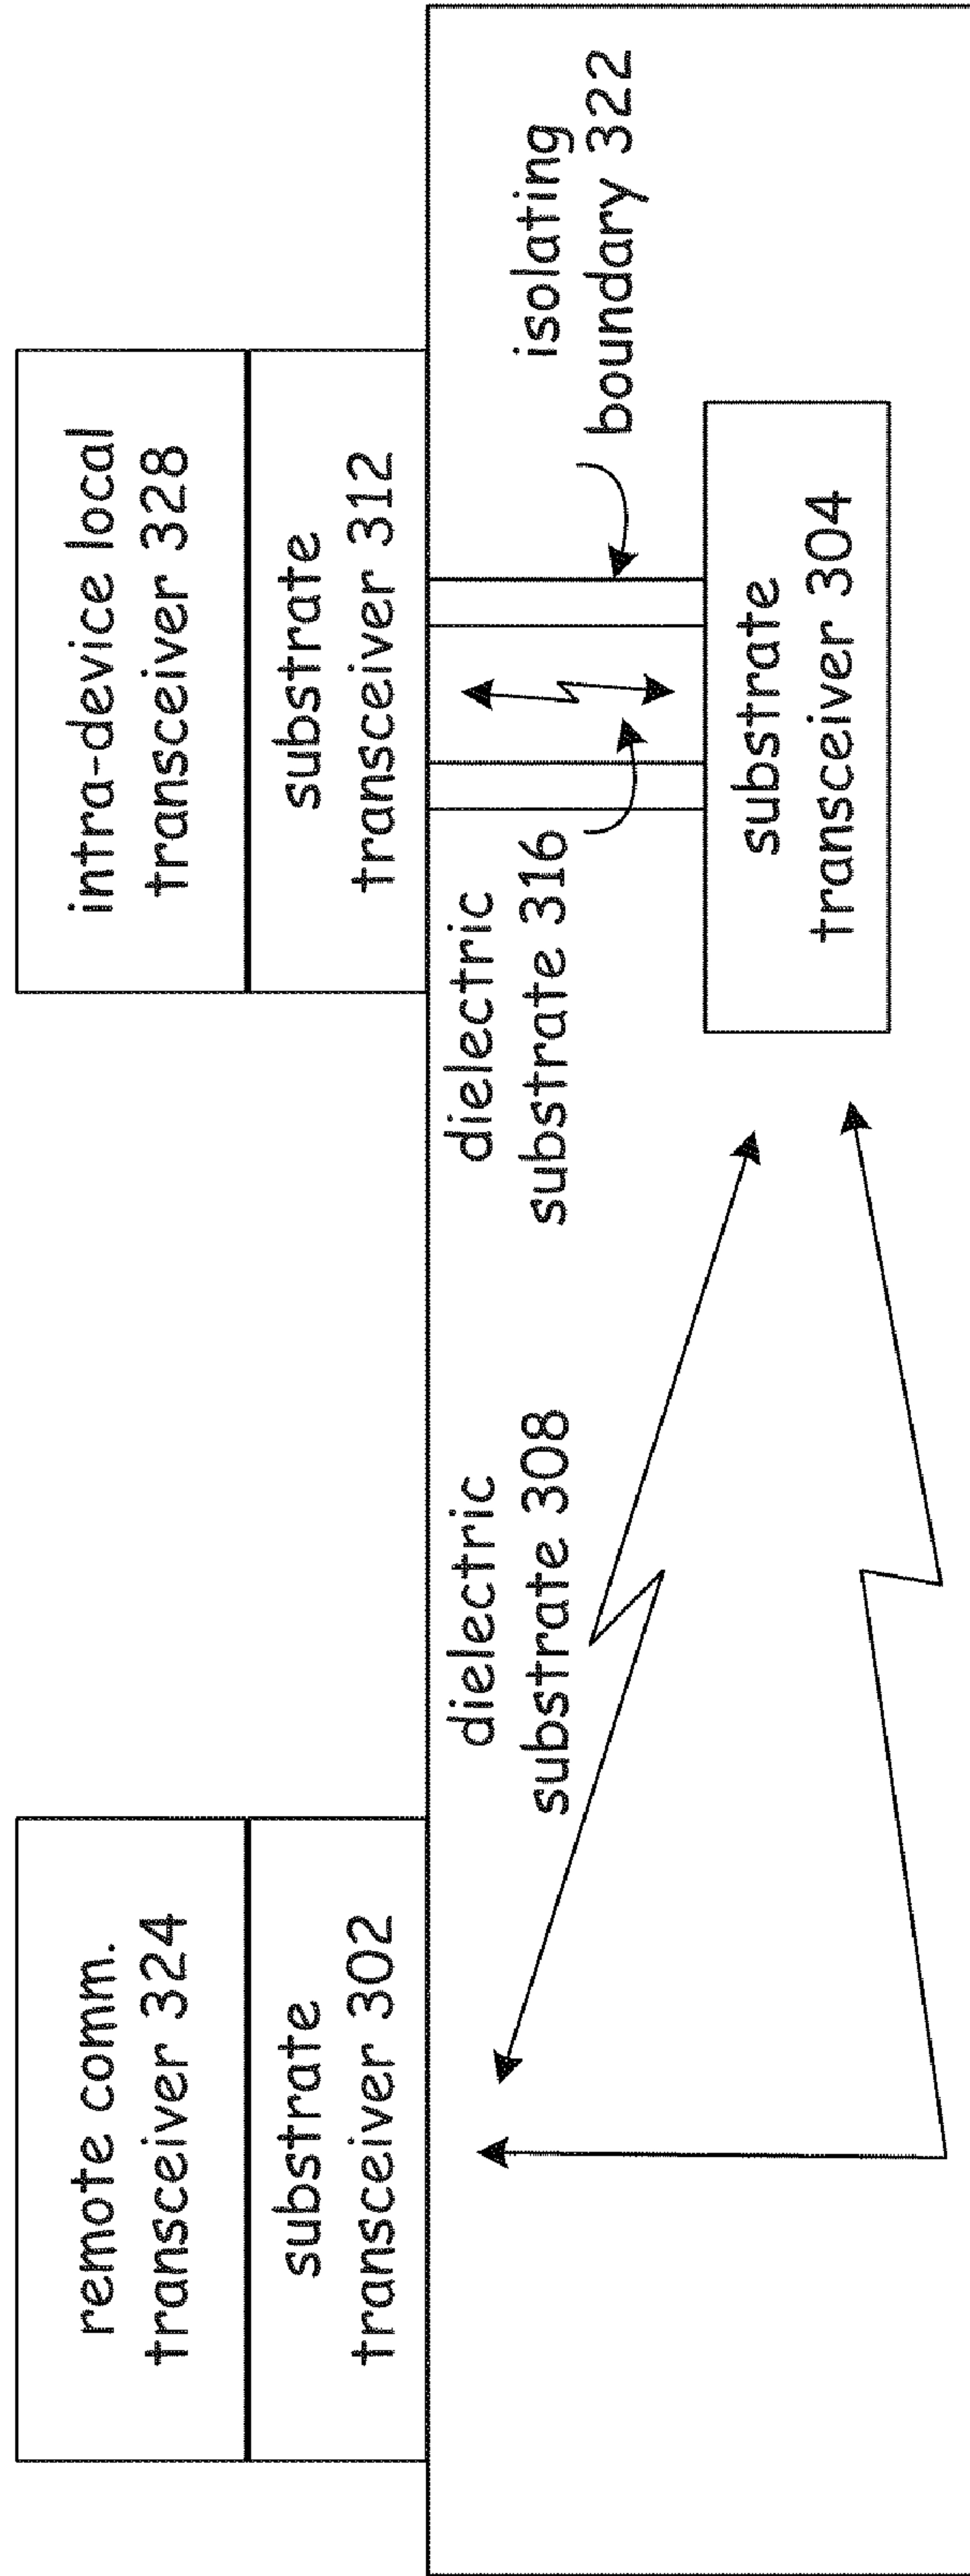 remote comm.
transceiver 324
substrate
transceiver 302
intra-device local
transceiver 328
substrate
transceiver 312
dielectric
substrate 308
dielectric
substrate 316
isolating
boundary 322
substrate
transceiver 304